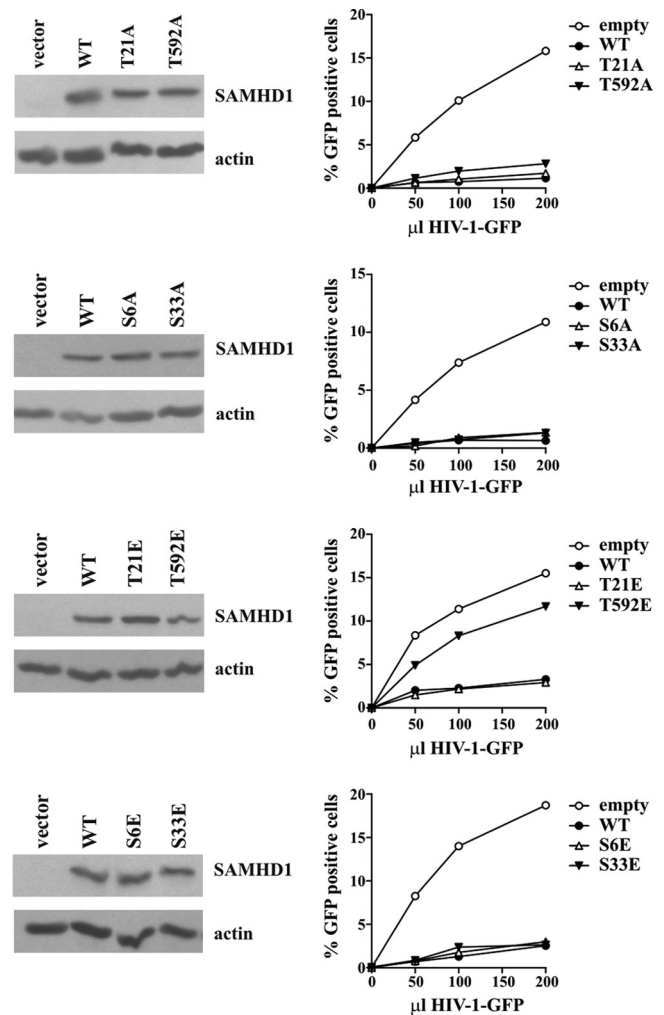 vector WT T21A T592A
SAMHD1
actin
20
15
10
5
0
% GFP positive cells
0 50 100 150 200
µl HIV-1-GFP
empty
WT
T21A
T592A
vector WT S6A S33A
SAMHD1
actin
15
10
5
0
% GFP positive cells
0 50 100 150 200
µl HIV-1-GFP
empty
WT
S6A
S33A
vector WT T21E T592E
SAMHD1
actin
20
15
10
5
0
% GFP positive cells
0 50 100 150 200
µl HIV-1-GFP
empty
WT
T21E
T592E
vector WT S6E S33E
SAMHD1
actin
20
15
10
5
0
% GFP positive cells
0 50 100 150 200
µl HIV-1-GFP
empty
WT
S6E
S33E